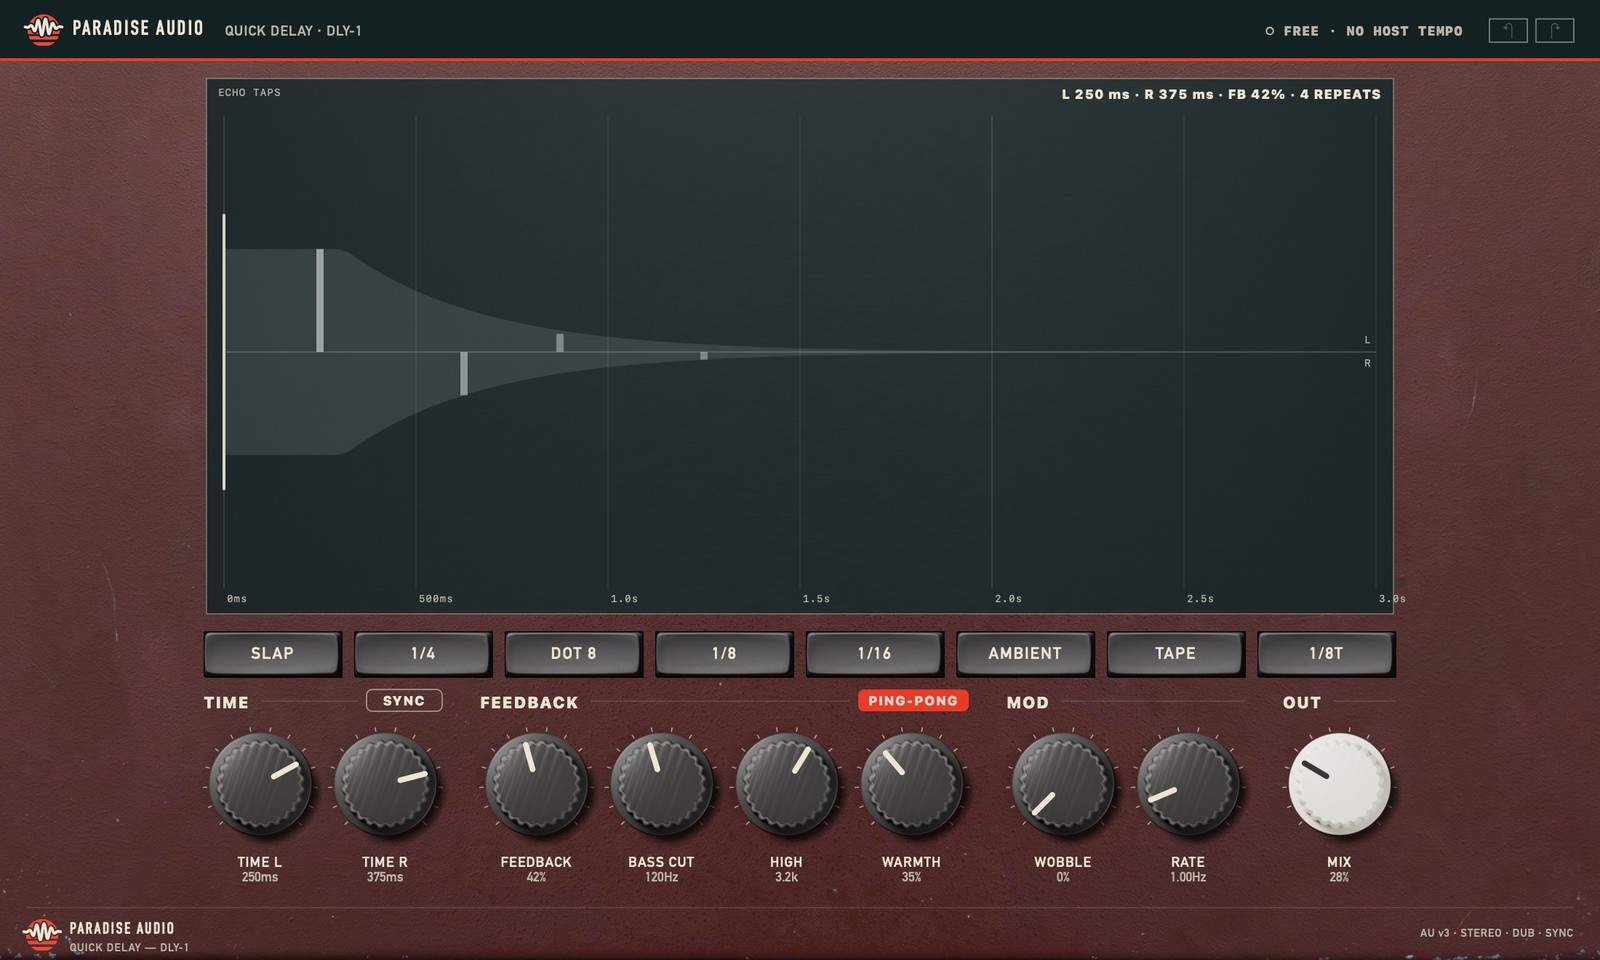 PARADISE AUDIO QUICK DELAY · DLY-1 FREE · NO HOST TEMPO
ECHO TAPS L 250 ms · R 375 ms · FB 42% · 4 REPEATS
L
R
0ms 500ms 1.0s 1.5s 2.0s 2.5s 3.0s
SLAP 1/4 DOT 8 1/8 1/16 AMBIENT TAPE 1/8T
TIME SYNC FEEDBACK PING-PONG MOD OUT
TIME L TIME R FEEDBACK BASS CUT HIGH WARMTH WOBBLE RATE MIX
250ms 375ms 42% 120Hz 3.2k 35% 0% 1.00Hz 28%
PARADISE AUDIO
QUICK DELAY — DLY-1
AU v3 · STEREO · DUB · SYNC